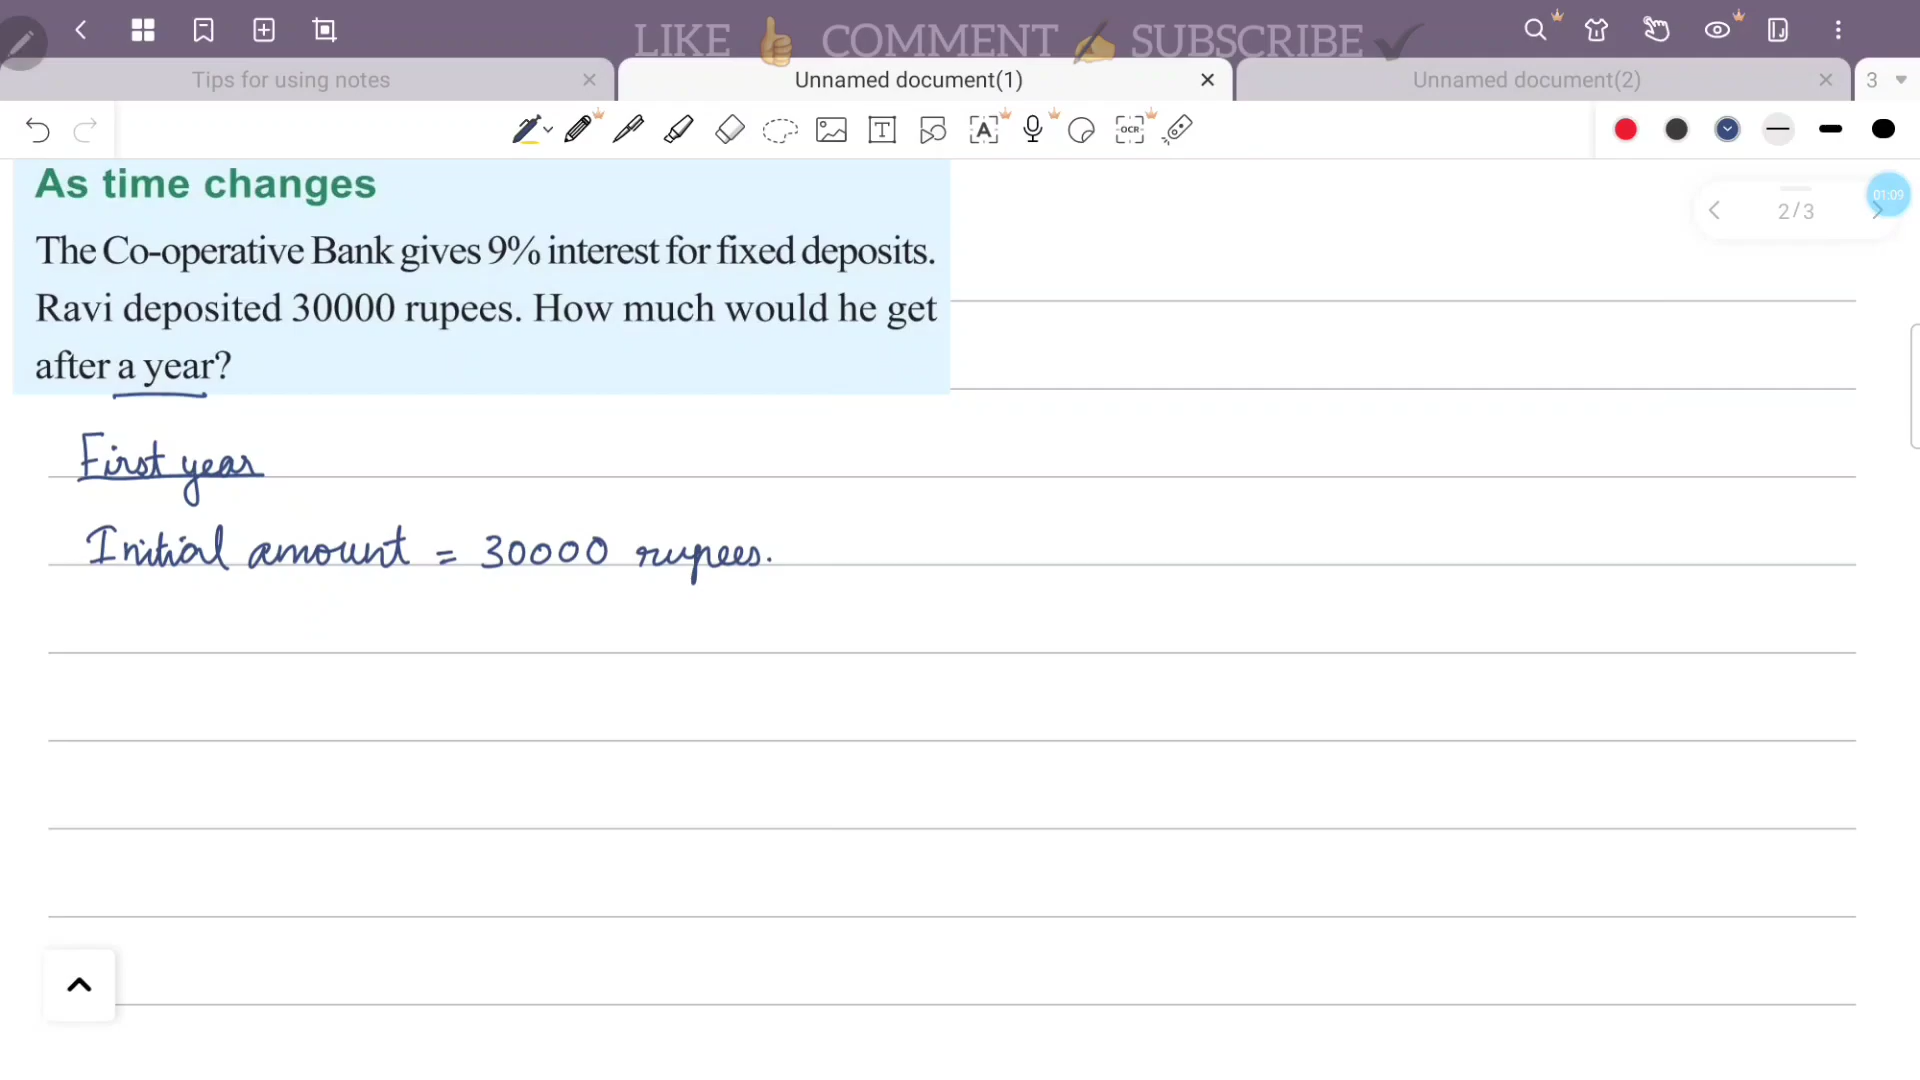 LIKE 👍 COMMENT ✍ SUBSCRIBE ✔
Tips for using notes
Unnamed document(1)
Unnamed document(2)
3
T
A
OCR
01:09
2/3
As time changes
The Co-operative Bank gives 9% interest for fixed deposits.
Ravi deposited 30000 rupees. How much would he get
after a year?
First year
Initial amount = 30000 rupees.